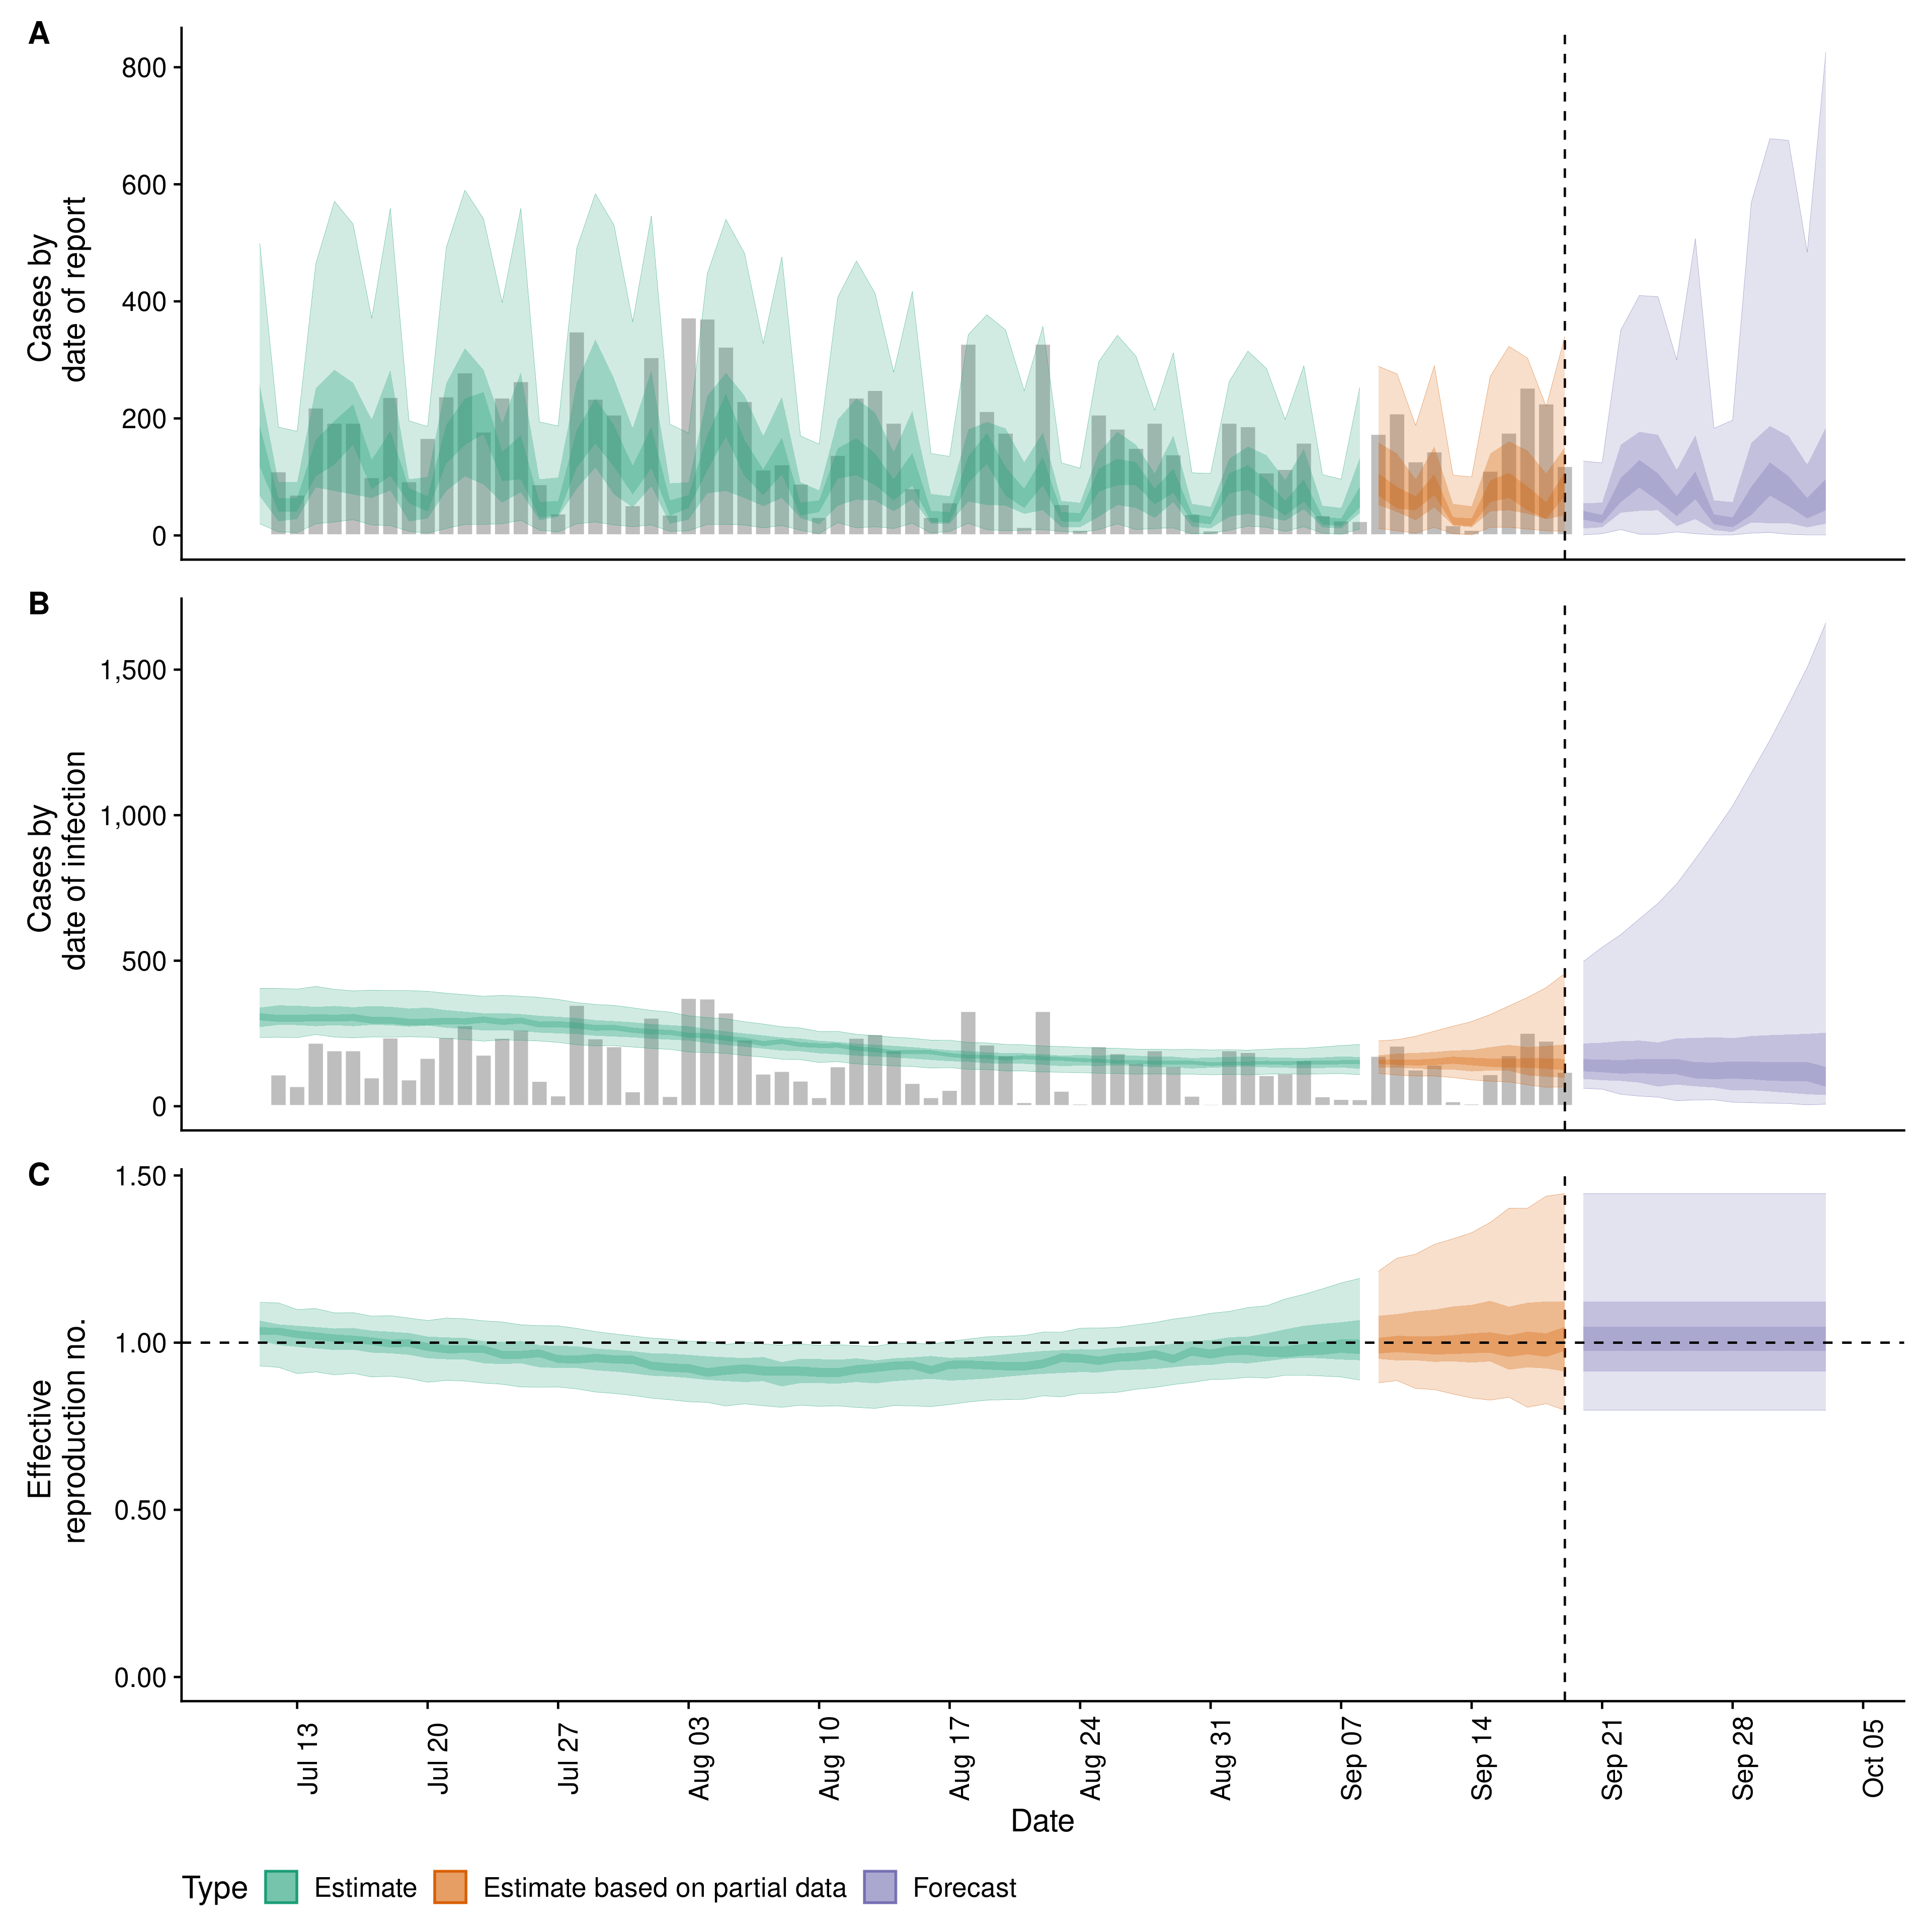 A
Cases by
date of report
800
600
400
200
0
B
Cases by
date of infection
1,500
1,000
500
0
C
Effective
reproduction no.
1.50
1.00
0.50
0.00
Jul 13
Jul 20
Jul 27
Aug 03
Aug 10
Aug 17
Aug 24
Aug 31
Sep 07
Sep 14
Sep 21
Sep 28
Oct 05
Date
Type Estimate Estimate based on partial data Forecast